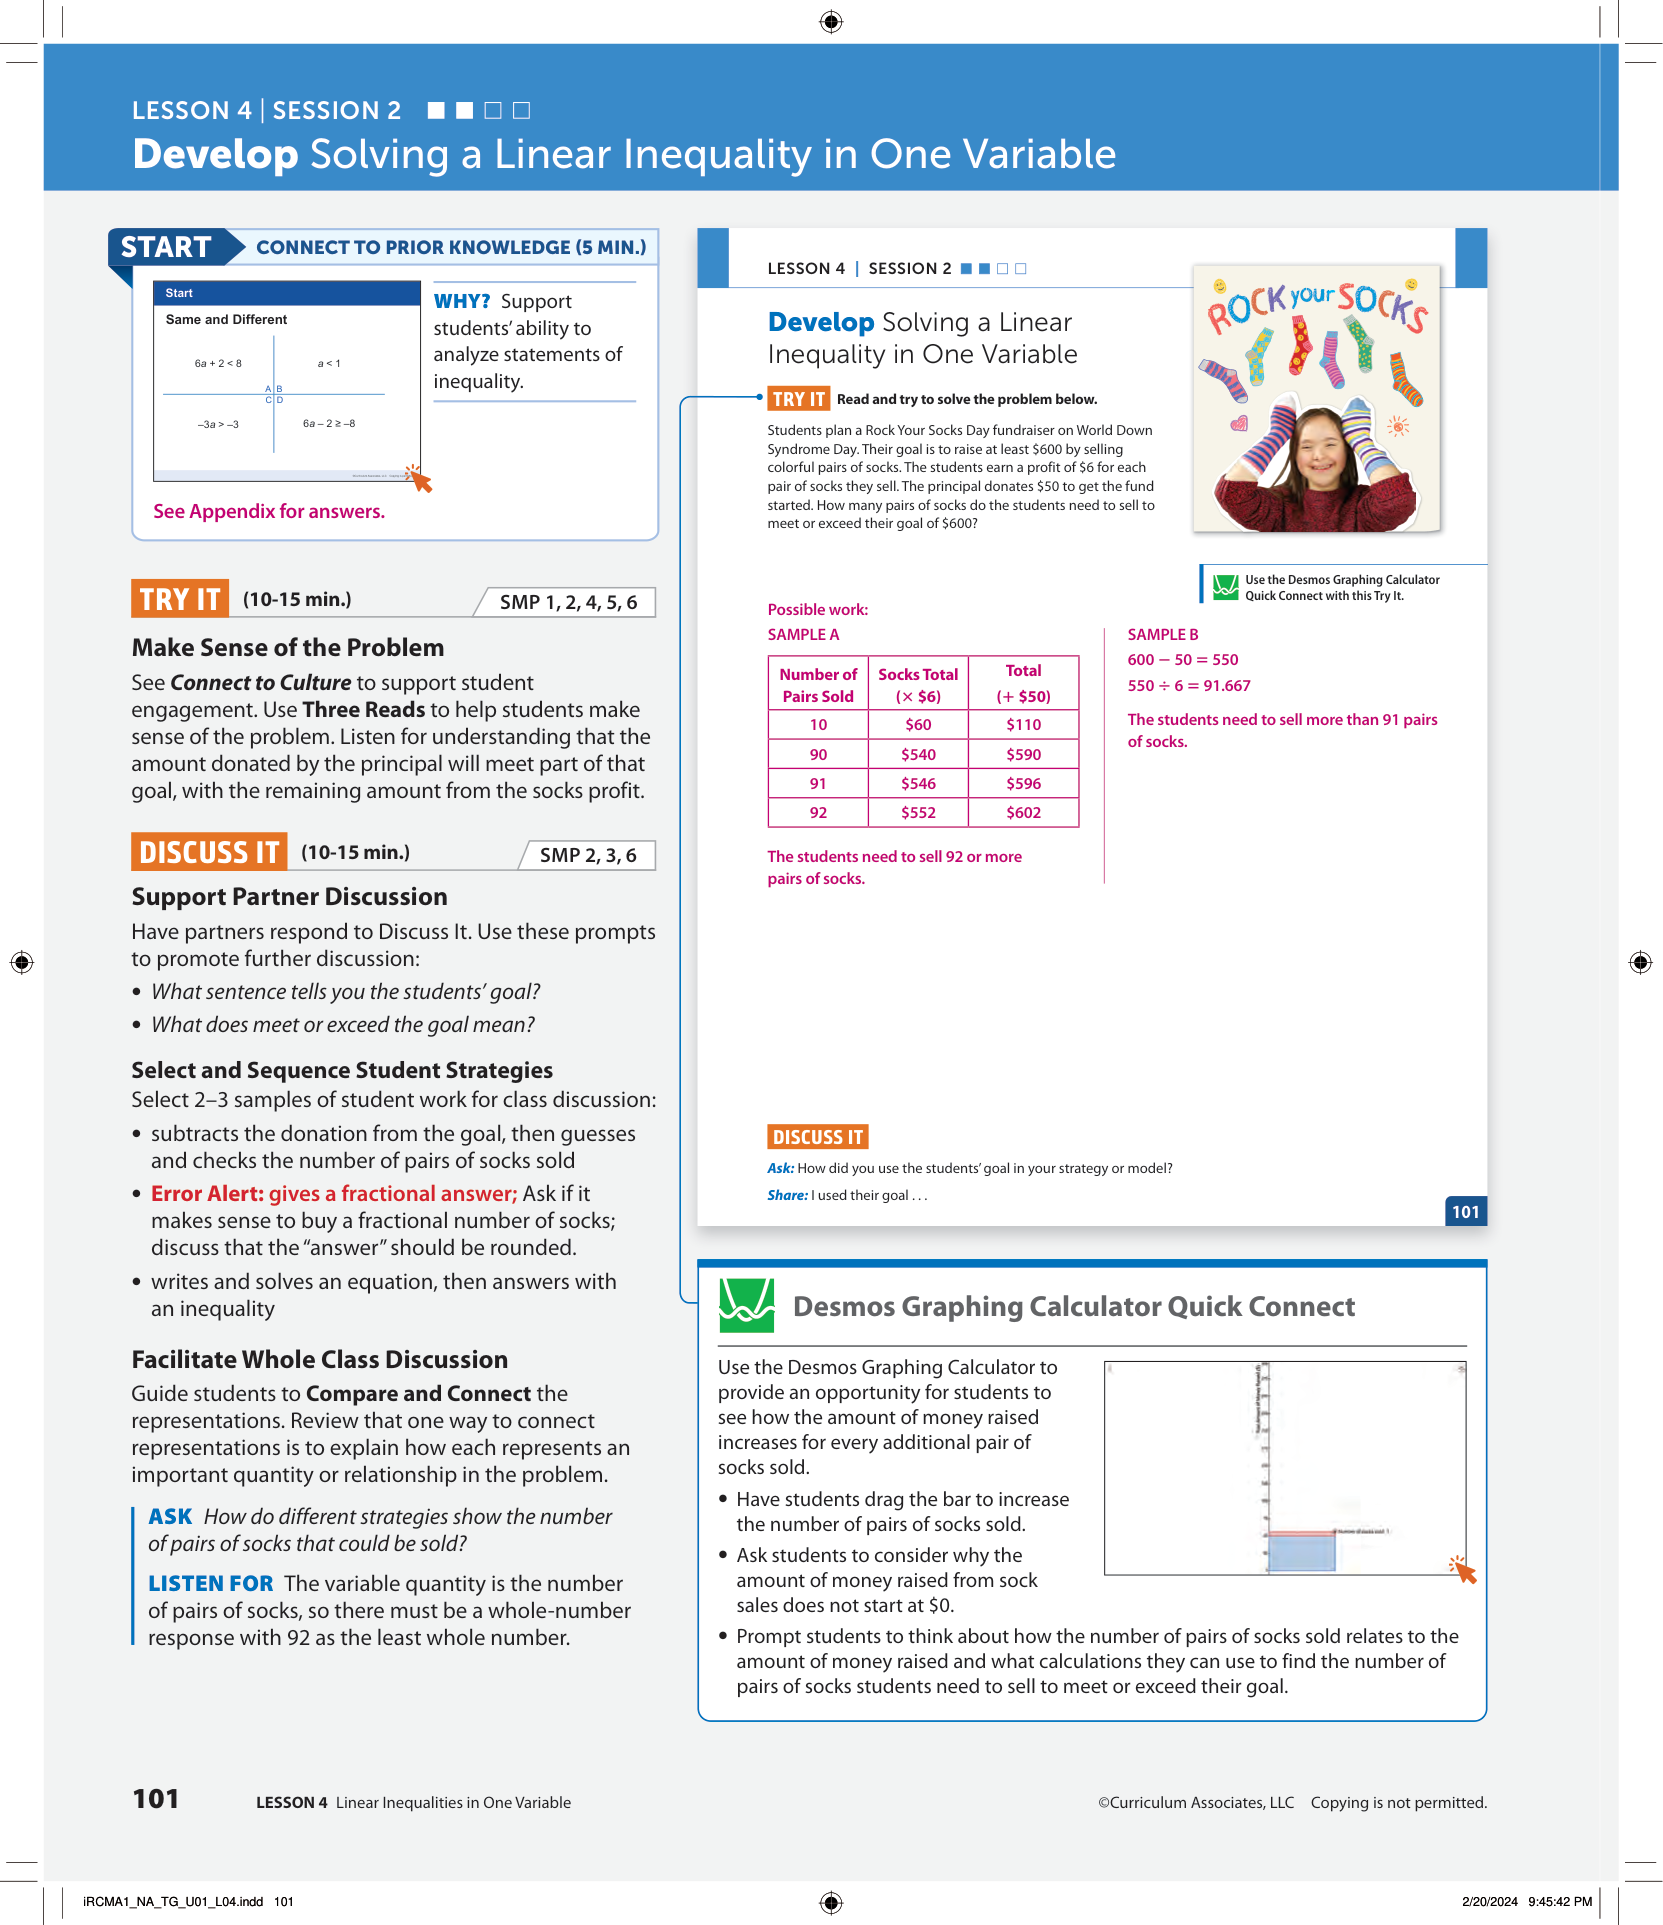 LESSON 4 | SESSION 2
Develop Solving a Linear Inequality in One Variable
START
CONNECT TO PRIOR KNOWLEDGE (5 MIN.)
Start
Same and Different
6a + 2 < 8
a < 1
A B
C D
–3a > –3
6a – 2 ≥ –8
WHY? Support
students’ ability to
analyze statements of
inequality.
See Appendix for answers.
TRY IT (10-15 min.)
SMP 1, 2, 4, 5, 6
Make Sense of the Problem
See Connect to Culture to support student
engagement. Use Three Reads to help students make
sense of the problem. Listen for understanding that the
amount donated by the principal will meet part of that
goal, with the remaining amount from the socks profit.
DISCUSS IT (10-15 min.)
SMP 2, 3, 6
Support Partner Discussion
Have partners respond to Discuss It. Use these prompts
to promote further discussion:
• What sentence tells you the students’ goal?
• What does meet or exceed the goal mean?
Select and Sequence Student Strategies
Select 2–3 samples of student work for class discussion:
• subtracts the donation from the goal, then guesses
and checks the number of pairs of socks sold
• Error Alert: gives a fractional answer; Ask if it
makes sense to buy a fractional number of socks;
discuss that the “answer” should be rounded.
• writes and solves an equation, then answers with
an inequality
Facilitate Whole Class Discussion
Guide students to Compare and Connect the
representations. Review that one way to connect
representations is to explain how each represents an
important quantity or relationship in the problem.
ASK How do different strategies show the number
of pairs of socks that could be sold?
LISTEN FOR The variable quantity is the number
of pairs of socks, so there must be a whole-number
response with 92 as the least whole number.
LESSON 4 | SESSION 2
Develop Solving a Linear
Inequality in One Variable
ROCK your SOCKS
TRY IT Read and try to solve the problem below.
Students plan a Rock Your Socks Day fundraiser on World Down
Syndrome Day. Their goal is to raise at least $600 by selling
colorful pairs of socks. The students earn a profit of $6 for each
pair of socks they sell. The principal donates $50 to get the fund
started. How many pairs of socks do the students need to sell to
meet or exceed their goal of $600?
Use the Desmos Graphing Calculator
Quick Connect with this Try It.
Possible work:
SAMPLE A
Number of Pairs Sold Socks Total (× $6) Total (+ $50)
10 $60 $110
90 $540 $590
91 $546 $596
92 $552 $602
The students need to sell 92 or more
pairs of socks.
SAMPLE B
600 − 50 = 550
550 ÷ 6 = 91.667
The students need to sell more than 91 pairs
of socks.
DISCUSS IT
Ask: How did you use the students’ goal in your strategy or model?
Share: I used their goal . . .
101
Desmos Graphing Calculator Quick Connect
Use the Desmos Graphing Calculator to
provide an opportunity for students to
see how the amount of money raised
increases for every additional pair of
socks sold.
• Have students drag the bar to increase
the number of pairs of socks sold.
• Ask students to consider why the
amount of money raised from sock
sales does not start at $0.
• Prompt students to think about how the number of pairs of socks sold relates to the
amount of money raised and what calculations they can use to find the number of
pairs of socks students need to sell to meet or exceed their goal.
101
LESSON 4 Linear Inequalities in One Variable
©Curriculum Associates, LLC Copying is not permitted.
iRCMA1_NA_TG_U01_L04.indd 101
2/20/2024 9:45:42 PM